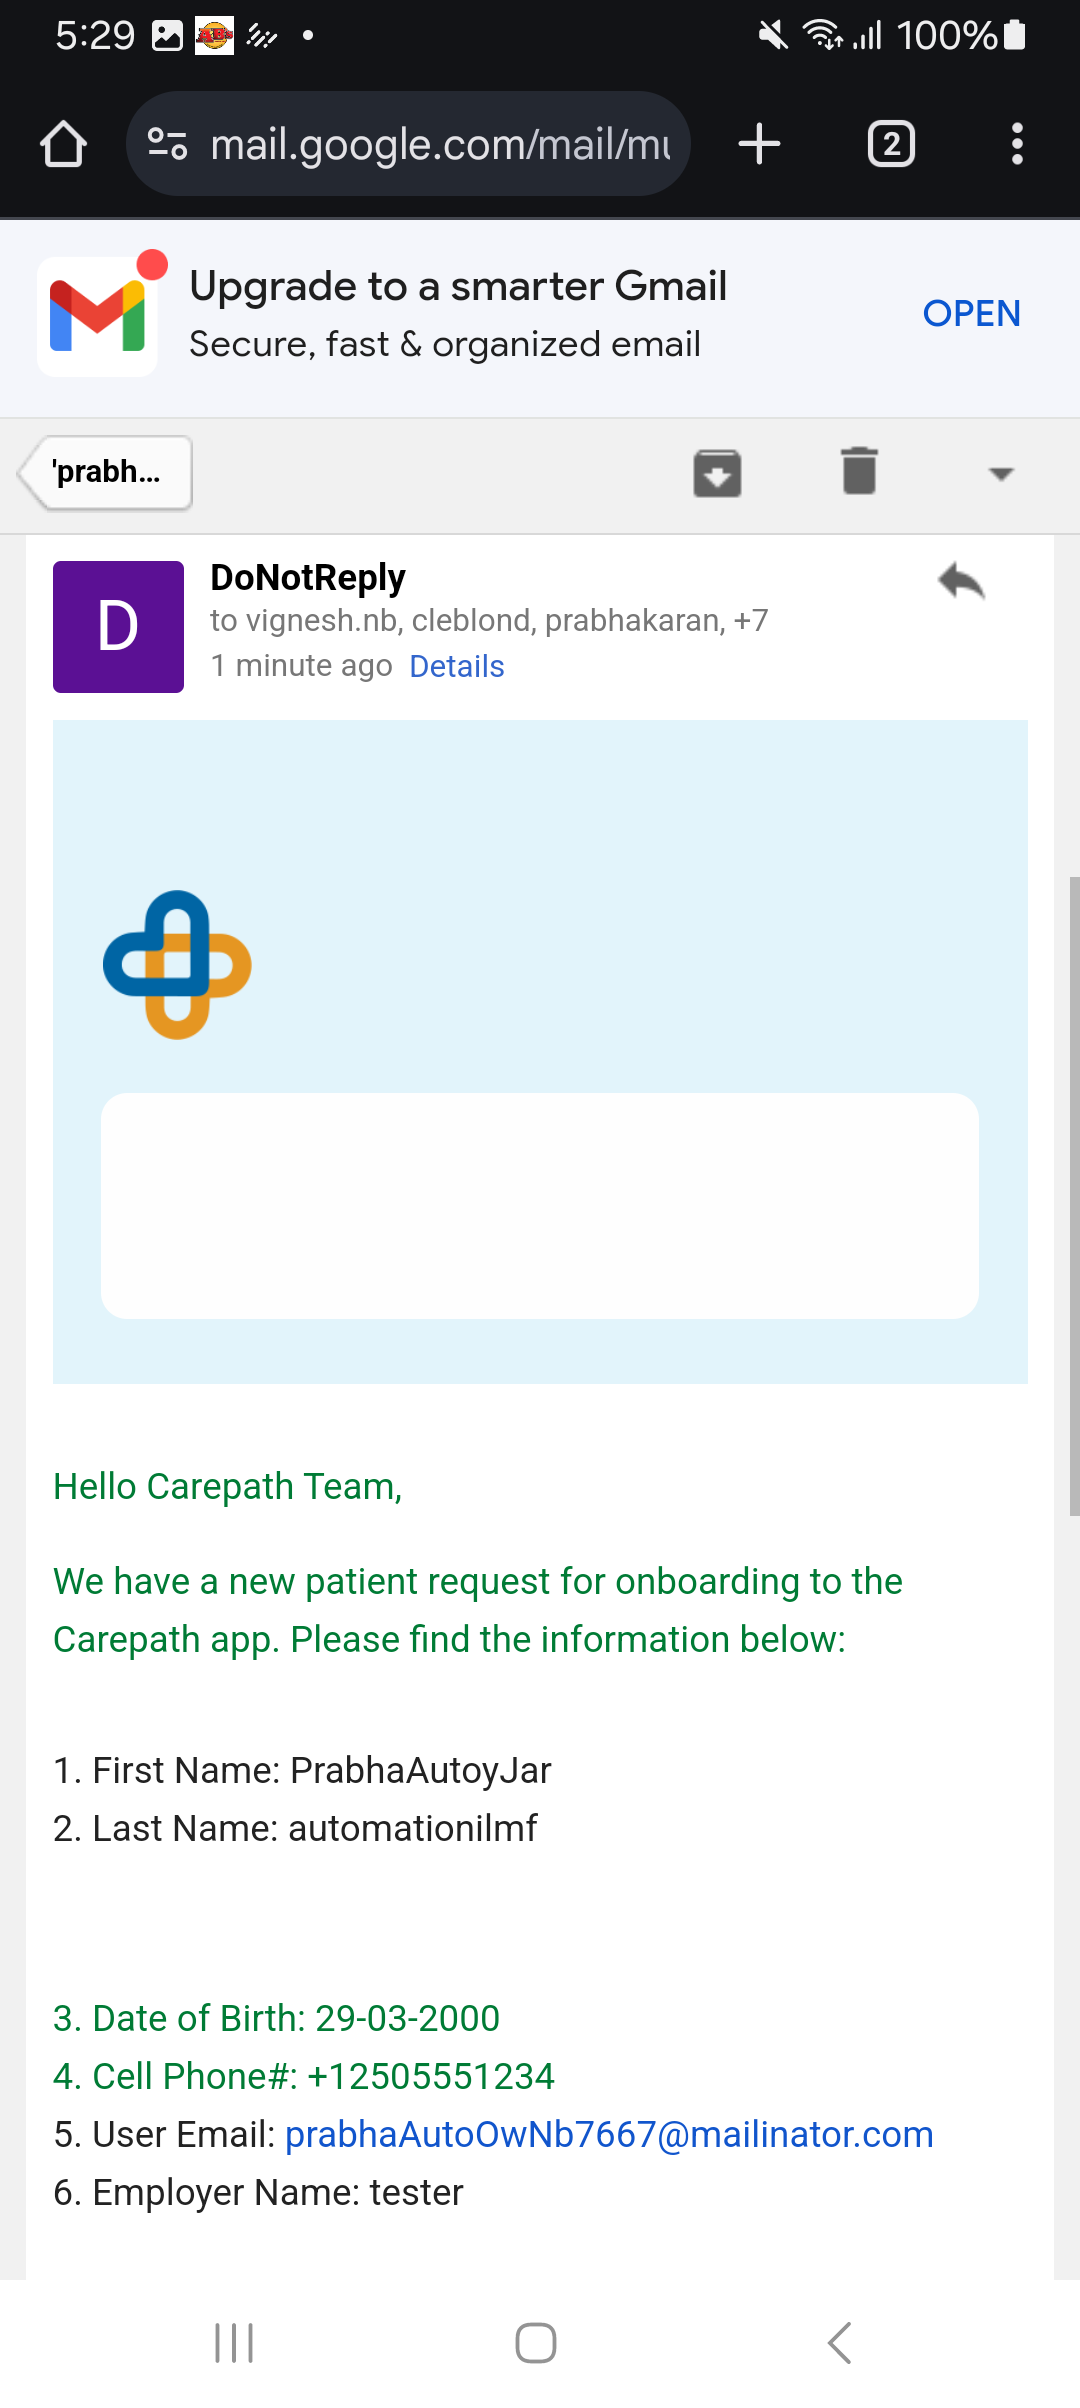 5:29
100%
mail.google.com/mail/mu
2
Upgrade to a smarter Gmail
Secure, fast & organized email
OPEN
'prabh...
D
DoNotReply
to vignesh.nb, cleblond, prabhakaran, +7
1 minute ago Details
Hello Carepath Team,
We have a new patient request for onboarding to the
Carepath app. Please find the information below:
1. First Name: PrabhaAutoyJar
2. Last Name: automationilmf
3. Date of Birth: 29-03-2000
4. Cell Phone#: +12505551234
5. User Email: prabhaAutoOwNb7667@mailinator.com
6. Employer Name: tester